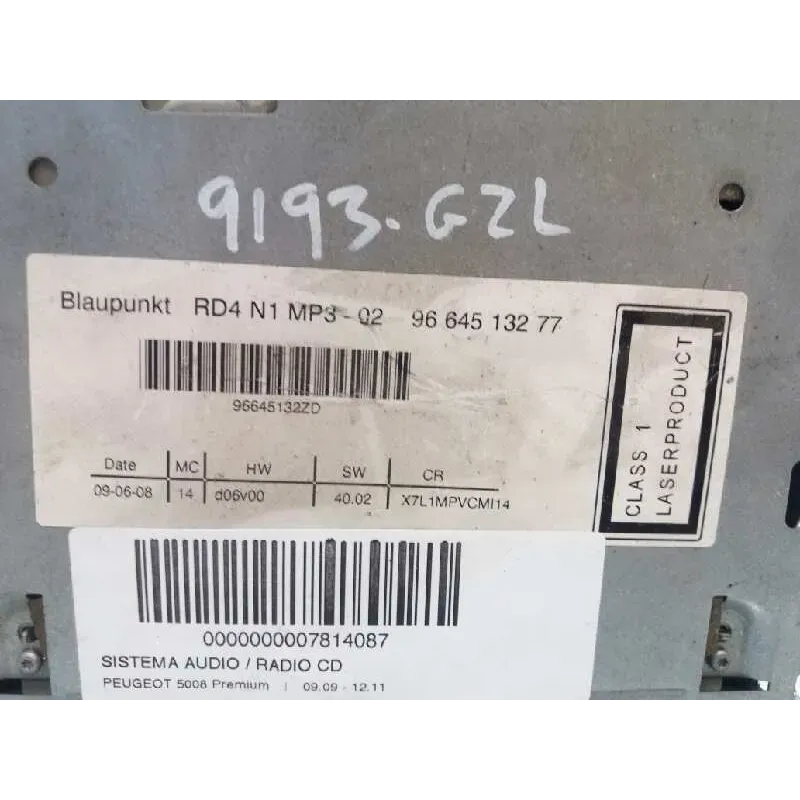 9193.GZL
Blaupunkt RD4 N1 MP3 - 02 96 645 132 77
96645132ZD
Date MC HW SW CR
09-06-08 14 d06v00 40.02 X7L1MPVCMI14
CLASS 1
LASERPRODUCT
0000000007814087
SISTEMA AUDIO / RADIO CD
PEUGEOT 5008 Premium | 09.09 - 12.11